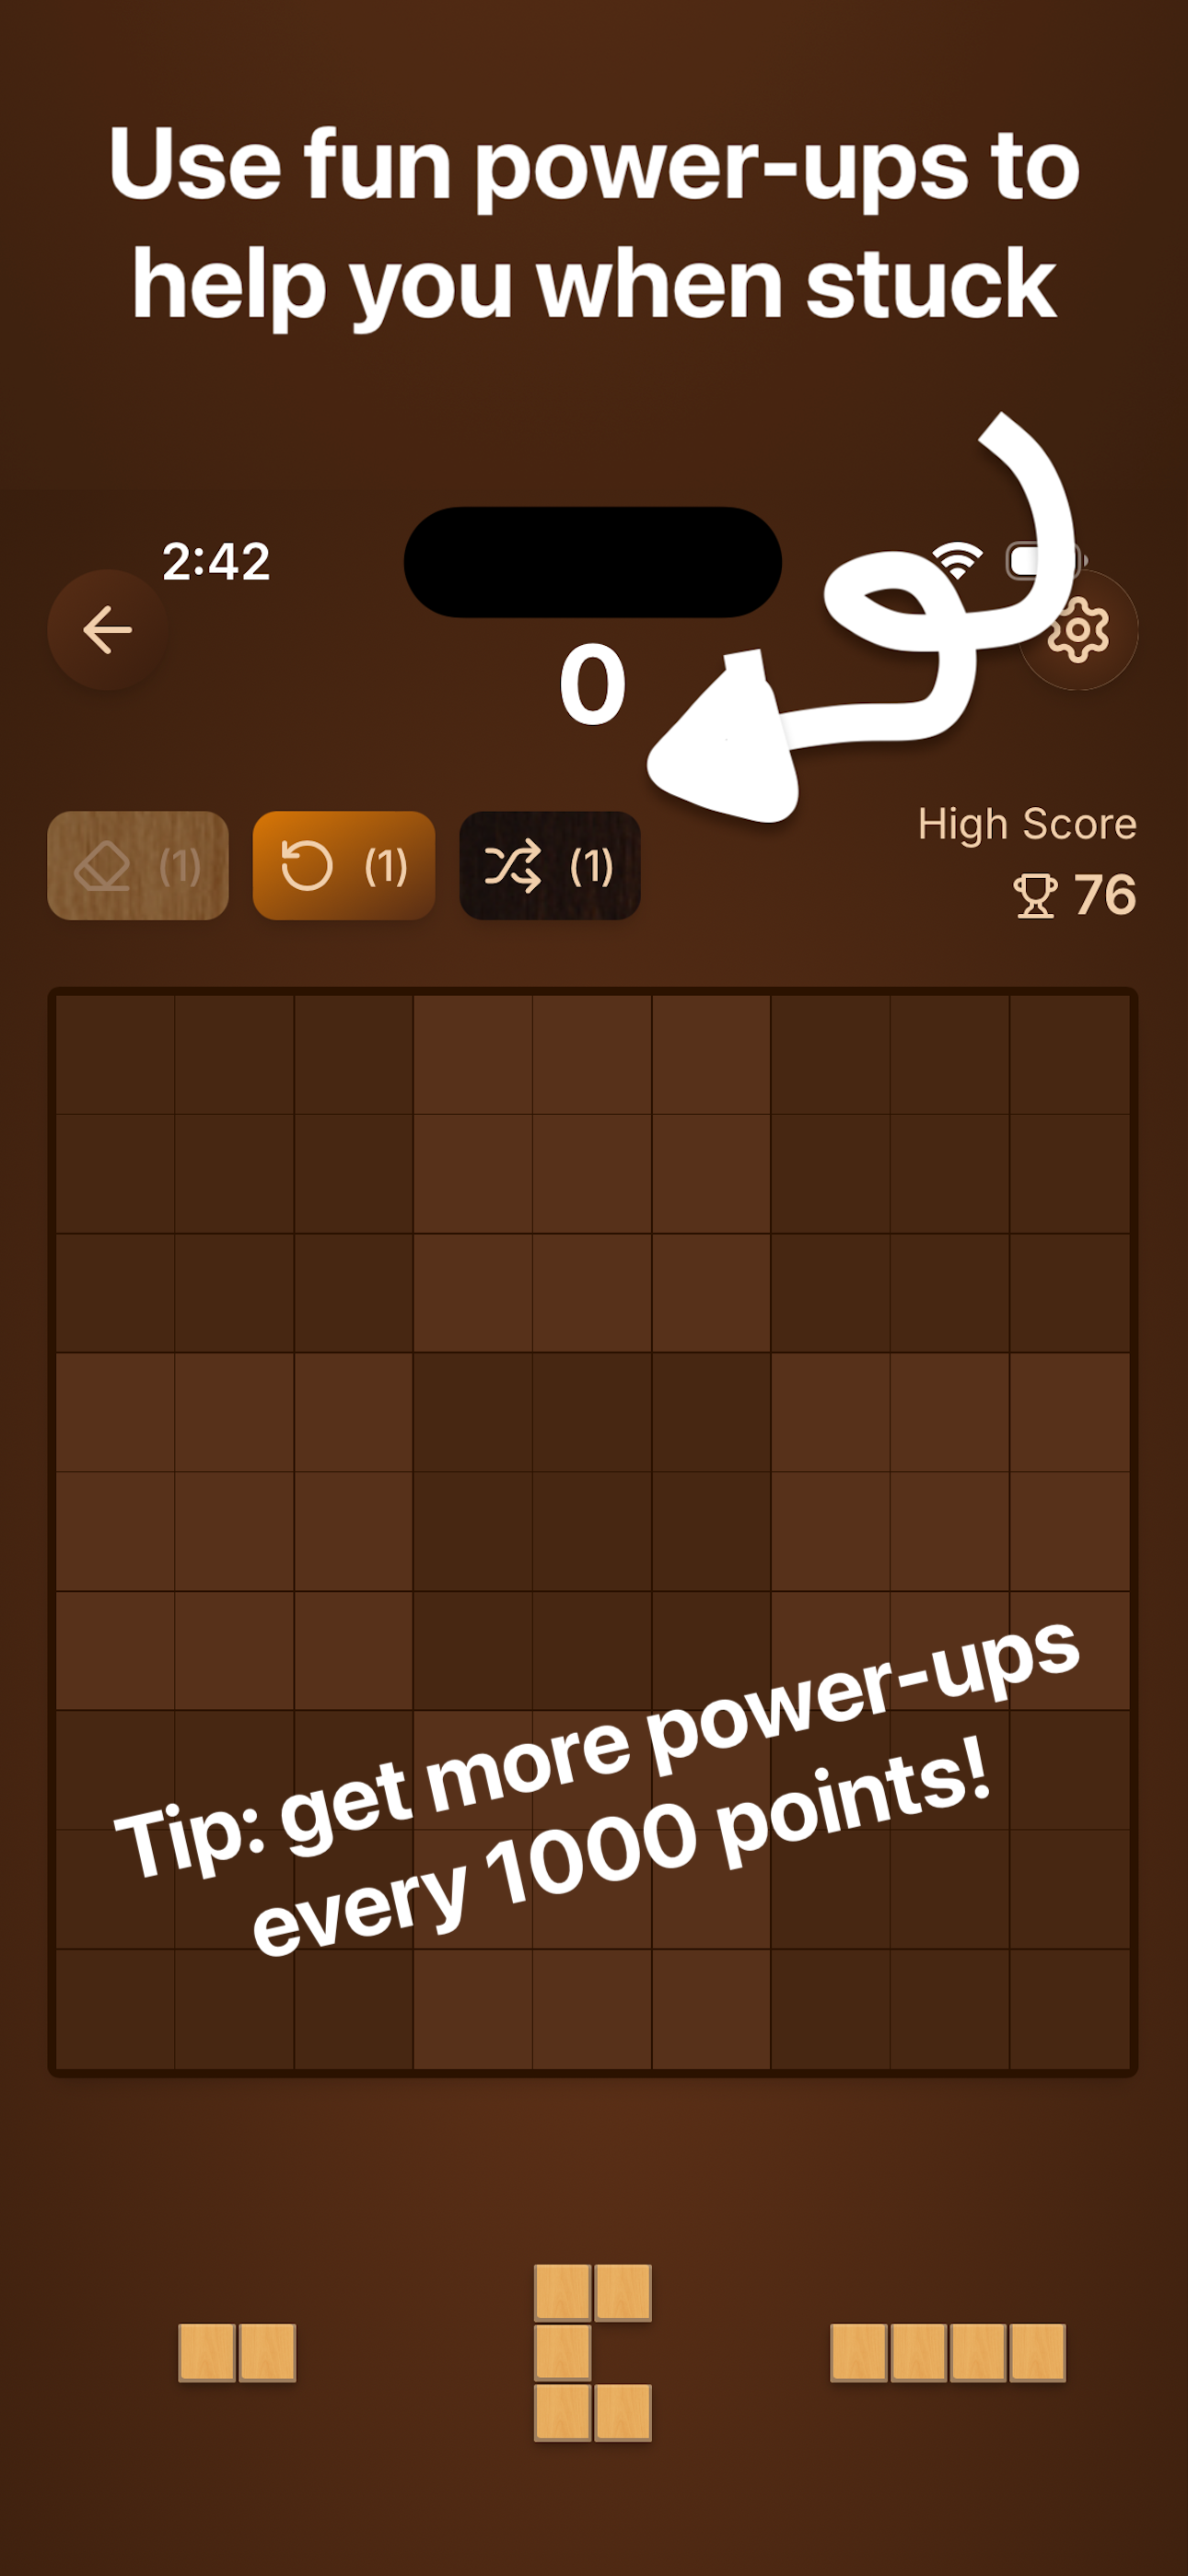 Use fun power-ups to
help you when stuck
2:42
0
(1) (1) (1)
High Score
76
Tip: get more power-ups
every 1000 points!